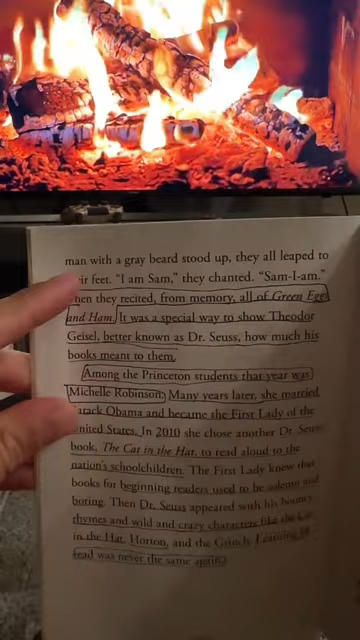 man with a gray beard stood up, they all leaped to
feet. "I am Sam," they chanted. "Sam-I-am."
then they recited, from memory, all of Green Eggs
and Ham. It was a special way to show Theodor
Geisel, better known as Dr. Seuss, how much his
books meant to them.
Among the Princeton students that year was
Michelle Robinson. Many years later, she married
Barack Obama and became the First Lady of the
United States. In 2010 she chose another Dr. Seuss
book, The Cat in the Hat, to read aloud to the
nation's schoolchildren. The First Lady knew that
books for beginning readers used to be solemn and
boring. Then Dr. Seuss appeared with his bouncy
rhymes and wild and crazy characters like the Cat
in the Hat, Horton, and the Grinch. Learning to
read was never the same again.